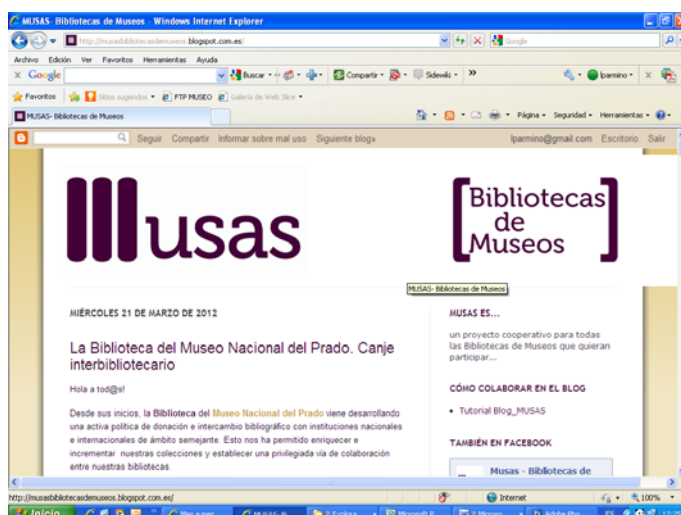 MUSAS- Bibliotecas de Museos - Windows Internet Explorer
http://musasbibliotecasdemuseos.blogspot.com.es/
Google
Archivo Edición Ver Favoritos Herramientas Ayuda
x Google Buscar Compartir Sidewiki » lparmino x
Favoritos Sitios sugeridos FTP MUSEO Galería de Web Slice
MUSAS- Bibliotecas de Museos Página Seguridad Herramientas
Seguir Compartir Informar sobre mal uso Siguiente blog» lparmino@gmail.com Escritorio Salir
Musas
[Bibliotecas
de
Museos]
MUSAS- Bibliotecas de Museos
MIÉRCOLES 21 DE MARZO DE 2012
La Biblioteca del Museo Nacional del Prado. Canje
interbibliotecario
Hola a tod@s!
Desde sus inicios, la Biblioteca del Museo Nacional del Prado viene desarrollando
una activa política de donación e intercambio bibliográfico con instituciones nacionales
e internacionales de ámbito semejante. Esto nos ha permitido enriquecer e
incrementar nuestras colecciones y establecer una privilegiada vía de colaboración
entre nuestras bibliotecas.
MUSAS ES...
un proyecto cooperativo para todas
las Bibliotecas de Museos que quieran
participar...
CÓMO COLABORAR EN EL BLOG
• Tutorial Blog_MUSAS
TAMBIÉN EN FACEBOOK
Musas - Bibliotecas de
http://musasbibliotecasdemuseos.blogspot.com.es/ Internet 100%
Inicio